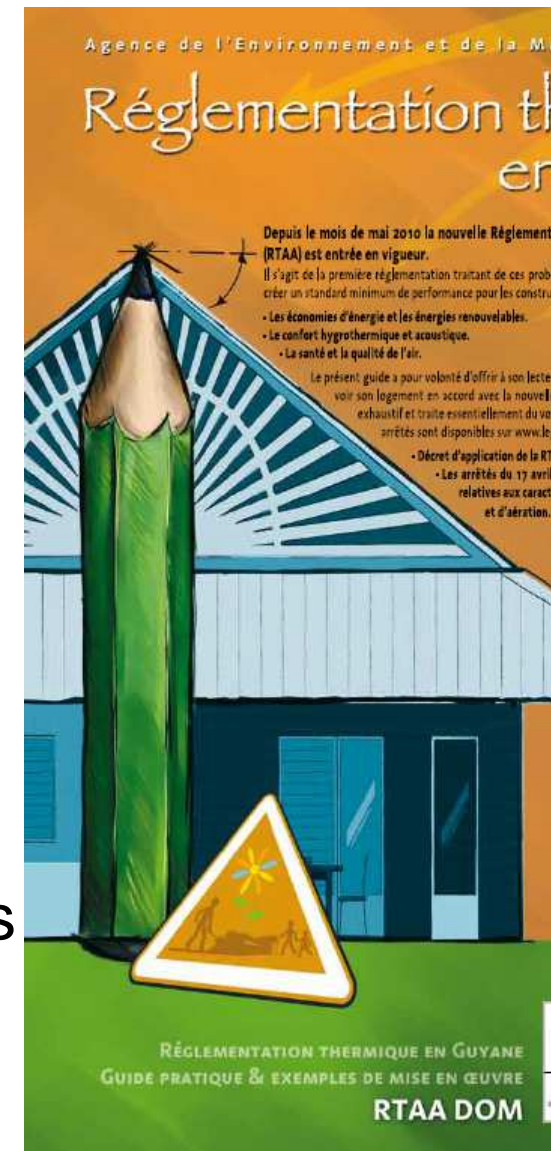 Agence de l'Environnement et de la M
Réglementation th
en
Depuis le mois de mai 2010 la nouvelle Réglement
(RTAA) est entrée en vigueur.
Il s'agit de la première réglementation traitant de ces prob
créer un standard minimum de performance pour les constru
• Les économies d'énergie et les énergies renouvelables.
• Le confort hygrothermique et acoustique.
• La santé et la qualité de l'air.
Le présent guide a pour volonté d'offrir à son lecte
voir son logement en accord avec la nouvell
exhaustif et traite essentiellement du vo
arrêtés sont disponibles sur www.le
• Décret d'application de la RT
• Les arrêtés du 17 avril
relatives aux caract
et d'aération.
s
Réglementation thermique en Guyane
Guide pratique & exemples de mise en œuvre
RTAA DOM